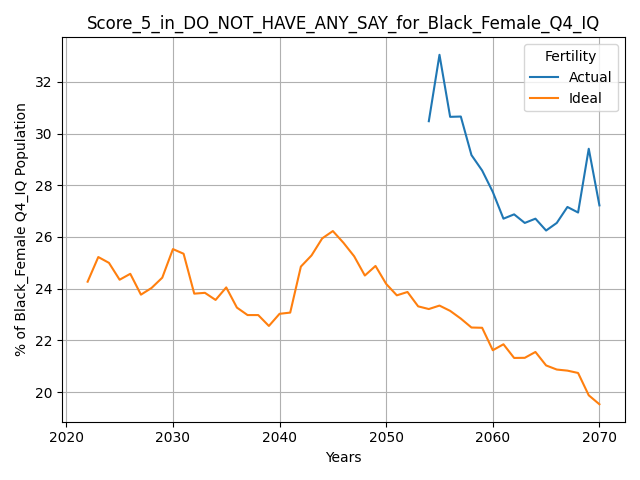 Score_5_in_DO_NOT_HAVE_ANY_SAY_for_Black_Female_Q4_IQ
Fertility
Actual
Ideal
% of Black_Female Q4_IQ Population
32
30
28
26
24
22
20
2020 2030 2040 2050 2060 2070
Years